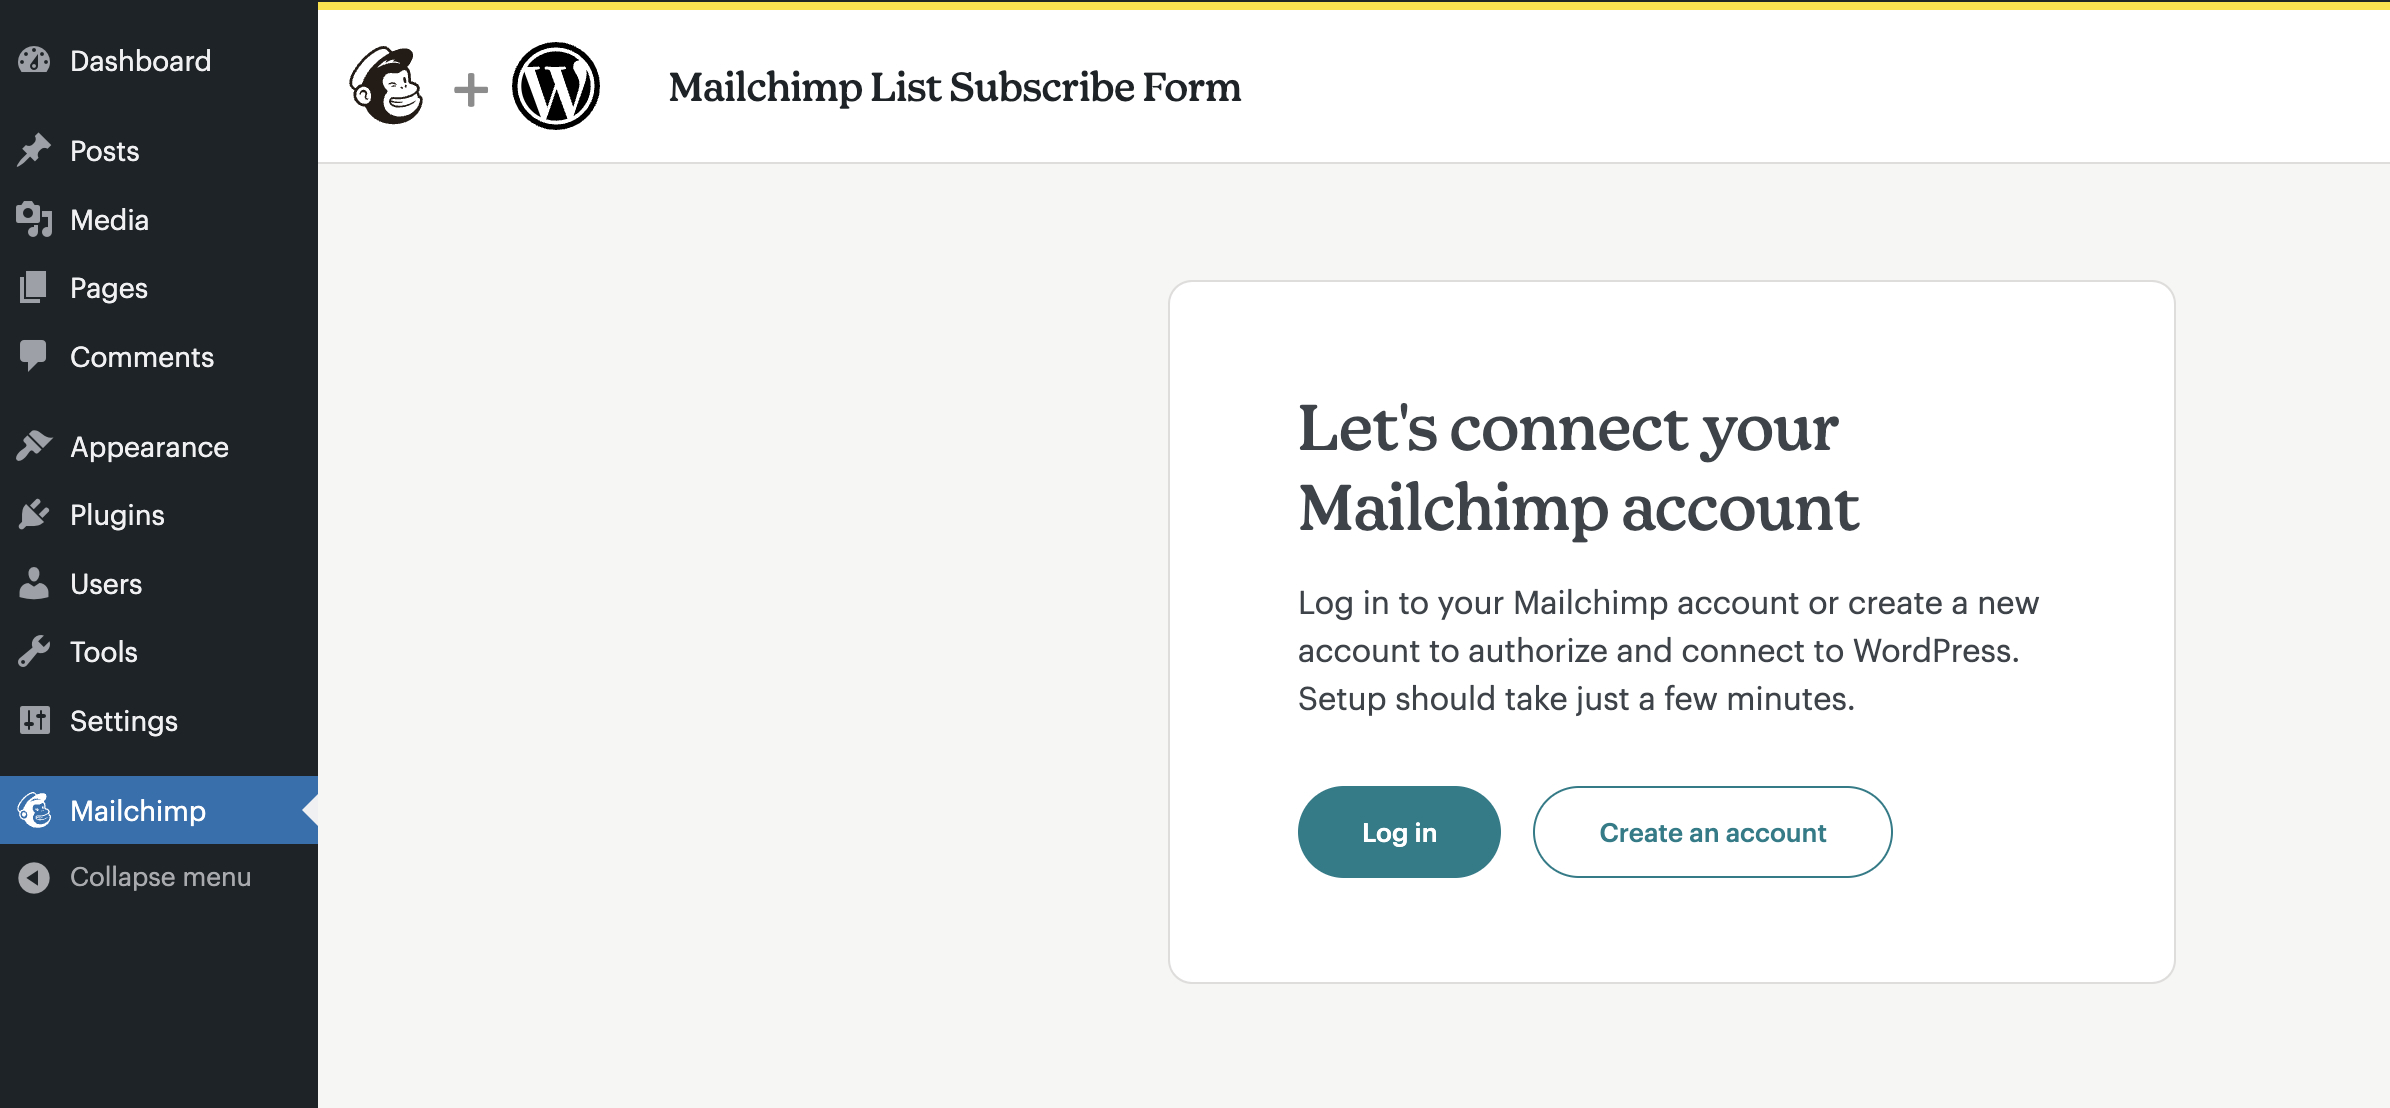 Dashboard
Posts
Media
Pages
Comments
Appearance
Plugins
Users
Tools
Settings
Mailchimp
Collapse menu
Mailchimp List Subscribe Form
Let's connect your
Mailchimp account
Log in to your Mailchimp account or create a new
account to authorize and connect to WordPress.
Setup should take just a few minutes.
Log in
Create an account